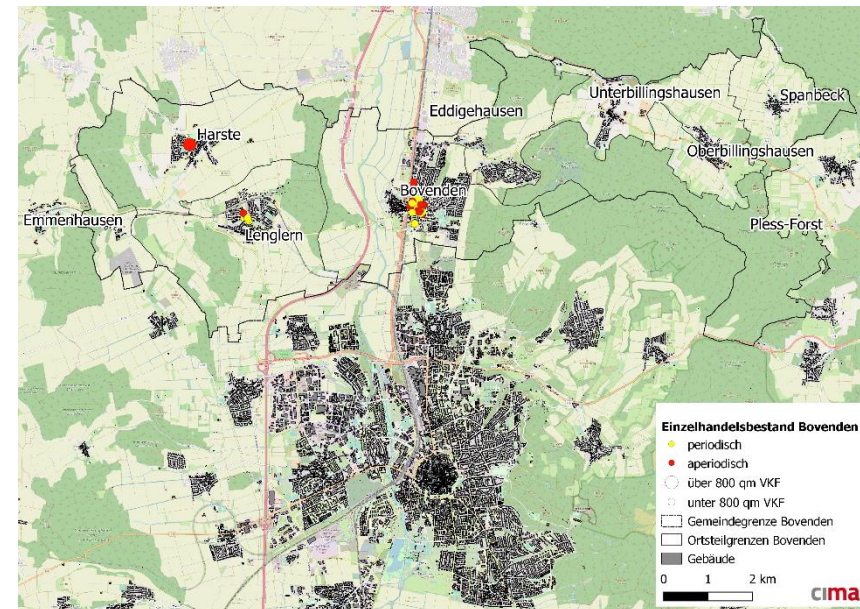 Harste
Eddigehausen
Unterbillingshausen
Spanbeck
Oberbillingshausen
Bovenden
Emmenhausen
Lenglern
Pless-Forst
Einzelhandelsbestand Bovenden
periodisch
aperiodisch
über 800 qm VKF
unter 800 qm VKF
Gemeindegrenze Bovenden
Ortsteilgrenzen Bovenden
Gebäude
0 1 2 km
cima